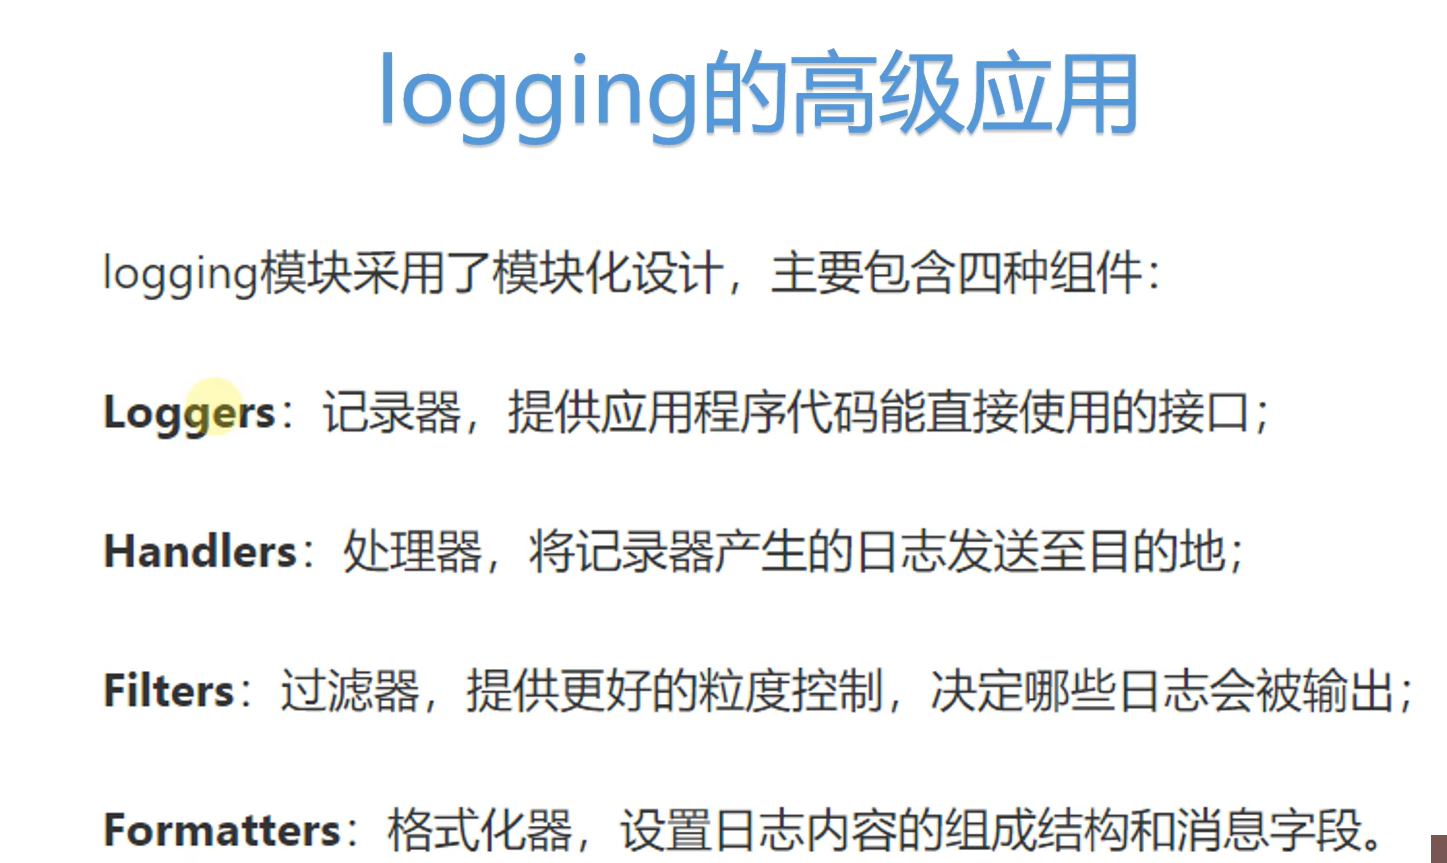 logging的高级应用
logging模块采用了模块化设计，主要包含四种组件：
Loggers：记录器，提供应用程序代码能直接使用的接口；
Handlers：处理器，将记录器产生的日志发送至目的地；
Filters：过滤器，提供更好的粒度控制，决定哪些日志会被输出；
Formatters：格式化器，设置日志内容的组成结构和消息字段。